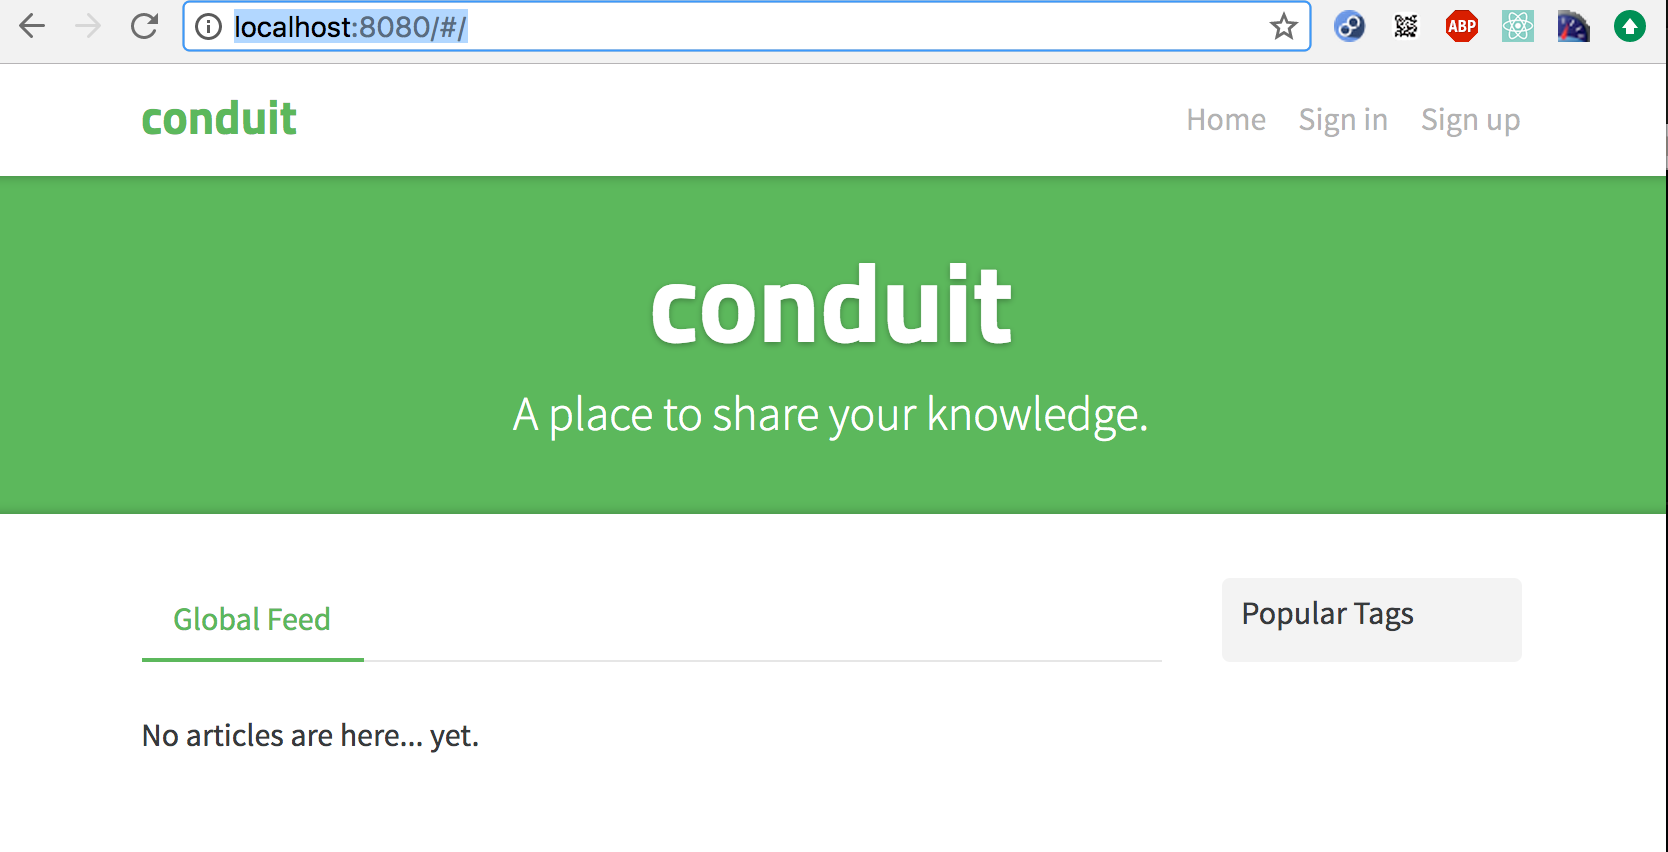 localhost:8080/#/
ABP
conduit
Home Sign in Sign up
conduit
A place to share your knowledge.
Global Feed
Popular Tags
No articles are here... yet.